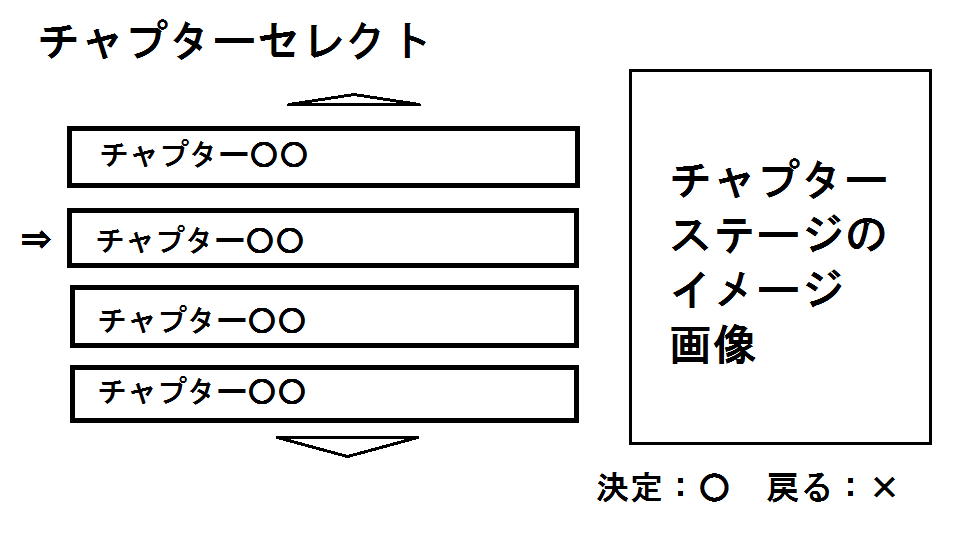 チャプターセレクト
チャプター〇〇
⇒ チャプター〇〇
チャプター〇〇
チャプター〇〇
チャプター
ステージの
イメージ
画像
決定：〇　戻る：×